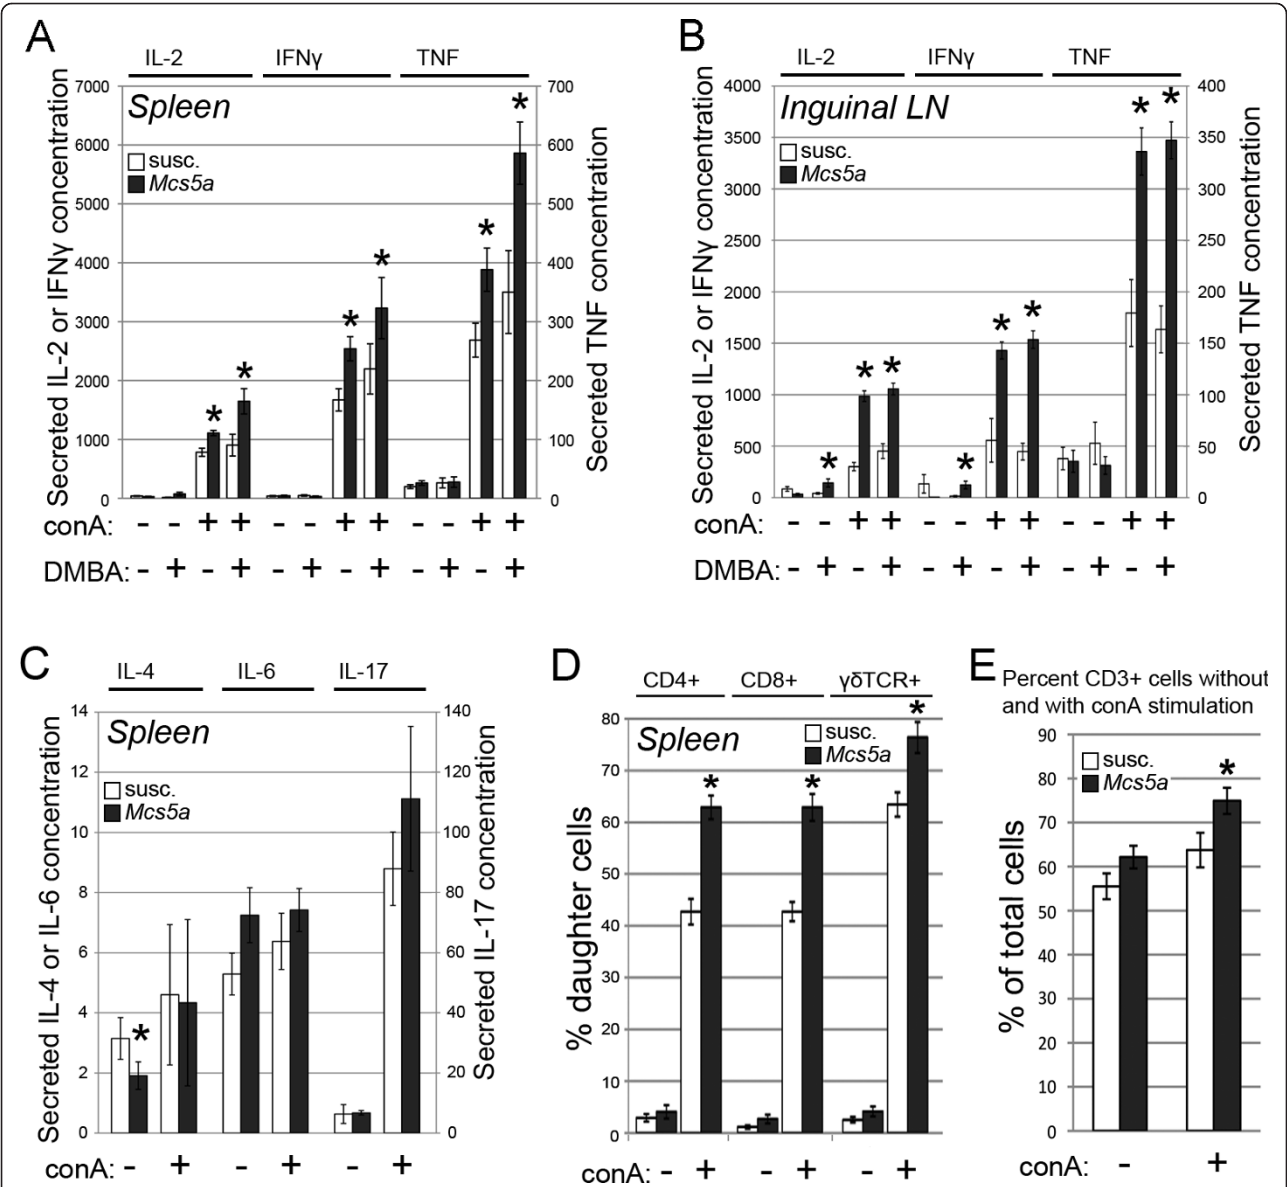 A
IL-2 IFNγ TNF
Spleen
susc.
Mcs5a
Secreted IL-2 or IFNγ concentration
7000
6000
5000
4000
3000
2000
1000
0
700
600
500
400
300
200
100
0
Secreted TNF concentration
* * * * * *
conA: - - + + - - + + - - + +
DMBA: - + - + - + - + - + - +
B
IL-2 IFNγ TNF
Inguinal LN
susc.
Mcs5a
Secreted IL-2 or IFNγ concentration
4000
3500
3000
2500
2000
1500
1000
500
0
400
350
300
250
200
150
100
50
0
Secreted TNF concentration
* * * * * * * *
conA: - - + + - - + + - - + +
DMBA: - + - + - + - + - + - +
C
IL-4 IL-6 IL-17
Spleen
susc.
Mcs5a
Secreted IL-4 or IL-6 concentration
14
12
10
8
6
4
2
0
140
120
100
80
60
40
20
0
Secreted IL-17 concentration
*
conA: - + - + - +
D
CD4+ CD8+ γδTCR+
Spleen
susc.
Mcs5a
% daughter cells
80
70
60
50
40
30
20
10
0
* * *
conA: - + - + - +
E
Percent CD3+ cells without
and with conA stimulation
susc.
Mcs5a
% of total cells
90
80
70
60
50
40
30
20
10
0
*
conA: - +